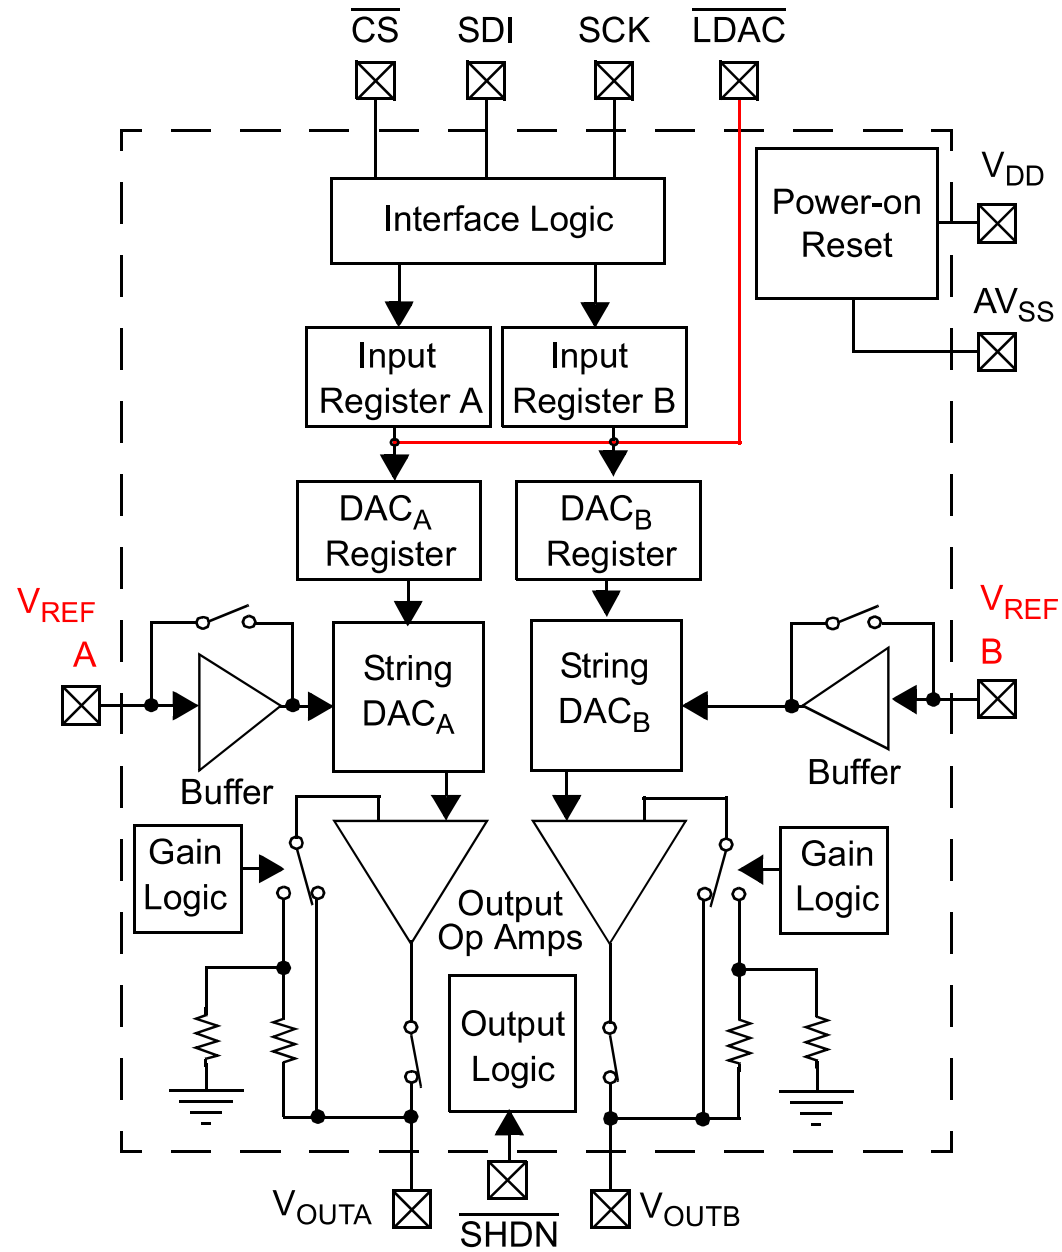 CS SDI SCK LDAC
VDD
Power-on
Reset
Interface Logic
AVSS
Input
Register A
Input
Register B
DACA
Register
DACB
Register
VREF
A
VREF
B
String
DACA
String
DACB
Buffer
Buffer
Gain
Logic
Gain
Logic
Output
Op Amps
Output
Logic
VOUTA
SHDN
VOUTB